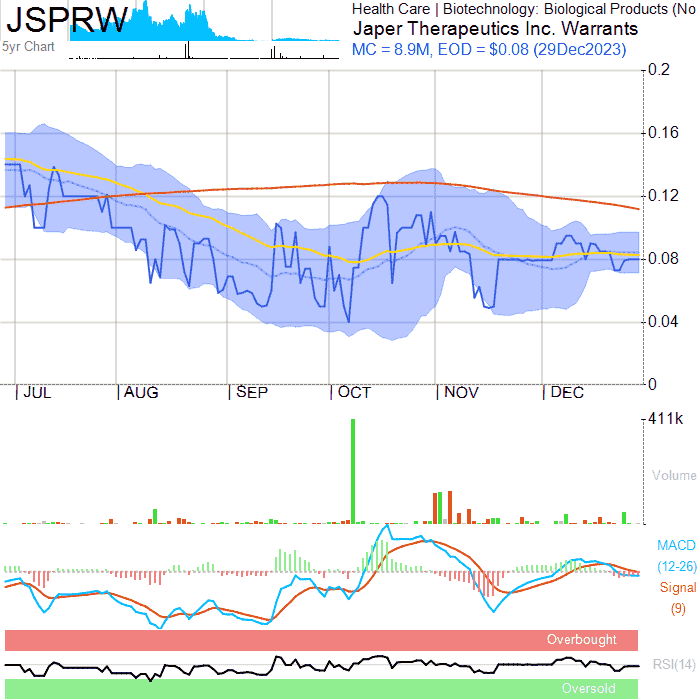 JSPRW
5yr Chart
Health Care | Biotechnology: Biological Products (No
Japer Therapeutics Inc. Warrants
MC = 8.9M, EOD = $0.08 (29Dec2023)
0.2
0.16
0.12
0.08
0.04
0
| JUL | AUG | SEP | OCT | NOV | DEC
411k
Volume
MACD
(12-26)
Signal
(9)
Overbought
RSI(14)
Oversold